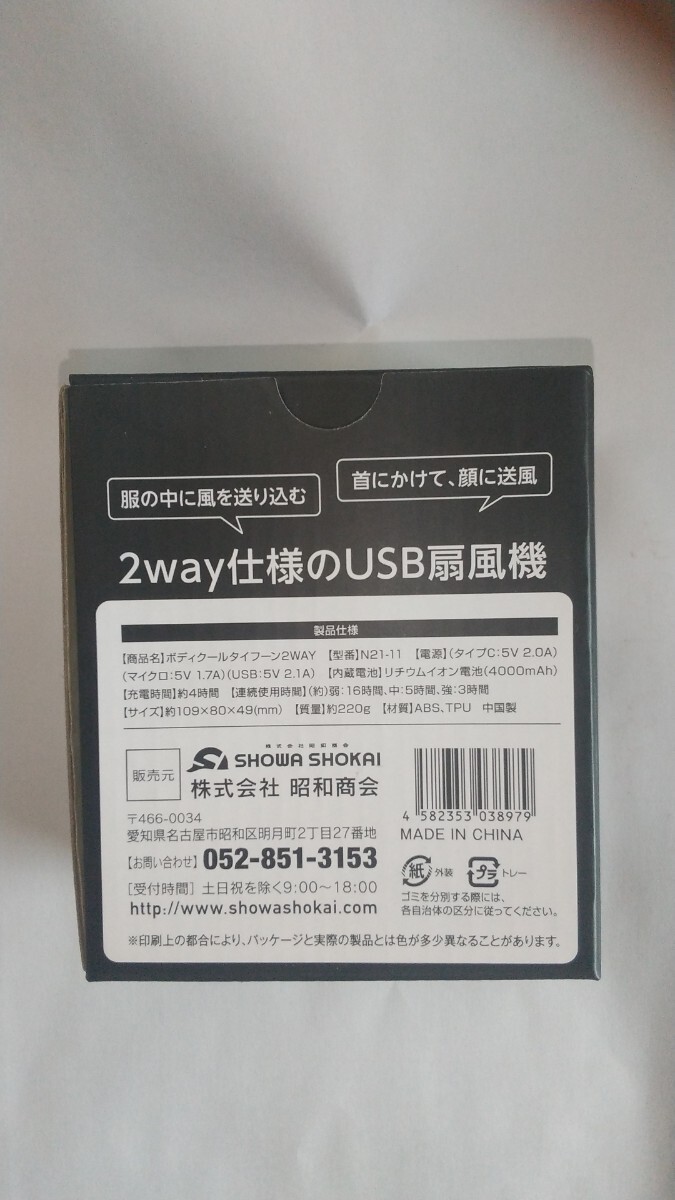 服の中に風を送り込む
首にかけて、顔に送風
2way仕様のUSB扇風機
製品仕様
【商品名】ボディクールタイフーン2WAY 【型番】N21-11 【電源】(タイプC:5V 2.0A)
(マイクロ:5V 1.7A)(USB:5V 2.1A) 【内蔵電池】リチウムイオン電池(4000mAh)
【充電時間】約4時間 【連続使用時間】(約)弱:16時間、中:5時間、強:3時間
【サイズ】約109×80×49(mm) 【質量】約220g 【材質】ABS、TPU 中国製
販売元
株式会社昭和商会
SHOWA SHOKAI
株式会社 昭和商会
〒466-0034
愛知県名古屋市昭和区明月町2丁目27番地
【お問い合わせ】052-851-3153
[受付時間] 土日祝を除く9:00～18:00
http://www.showashokai.com
4 582353 038979
MADE IN CHINA
紙 外装 プラ トレー
ゴミを分別する際には、
各自治体の区分に従ってください。
※印刷上の都合により、パッケージと実際の製品とは色が多少異なることがあります。